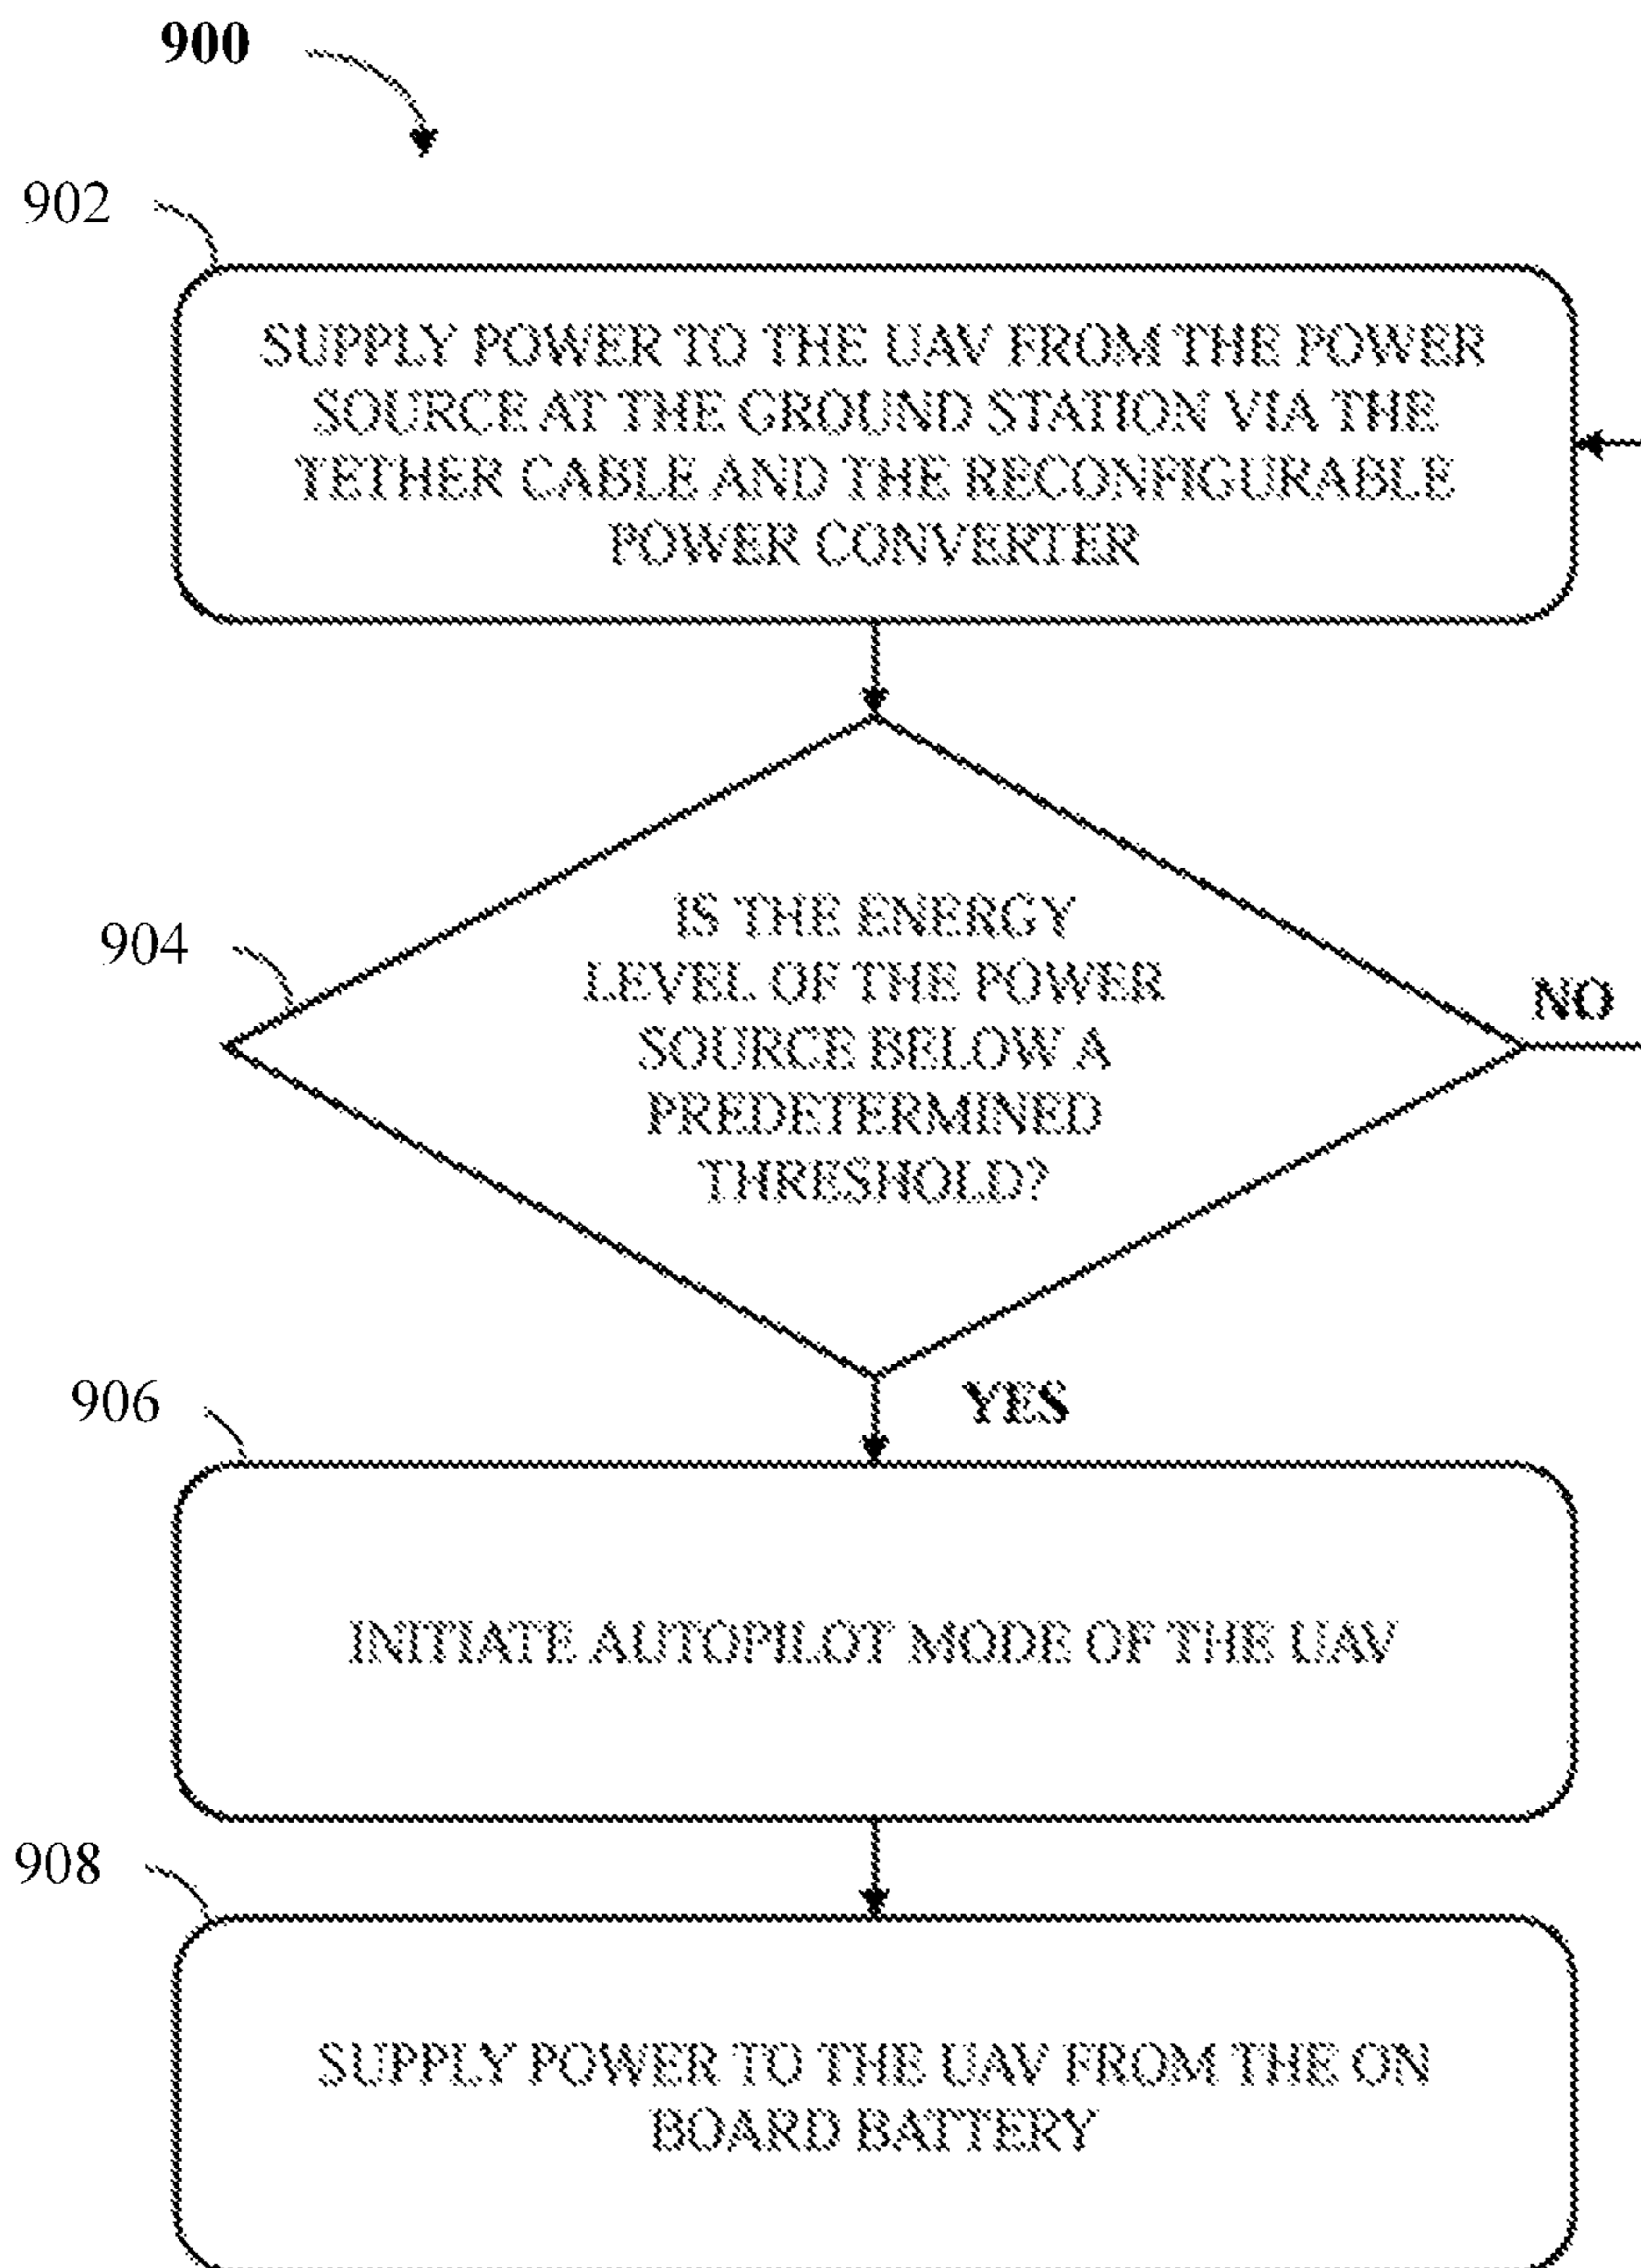 900
902
SUPPLY POWER TO THE UAV FROM THE POWER
SOURCE AT THE GROUND STATION VIA THE
TETHER CABLE AND THE RECONFIGURABLE
POWER CONVERTER
904
IS THE ENERGY
LEVEL OF THE POWER
SOURCE BELOW A
PREDETERMINED
THRESHOLD?
NO
YES
906
INITIATE AUTOPILOT MODE OF THE UAV
908
SUPPLY POWER TO THE UAV FROM THE ON
BOARD BATTERY